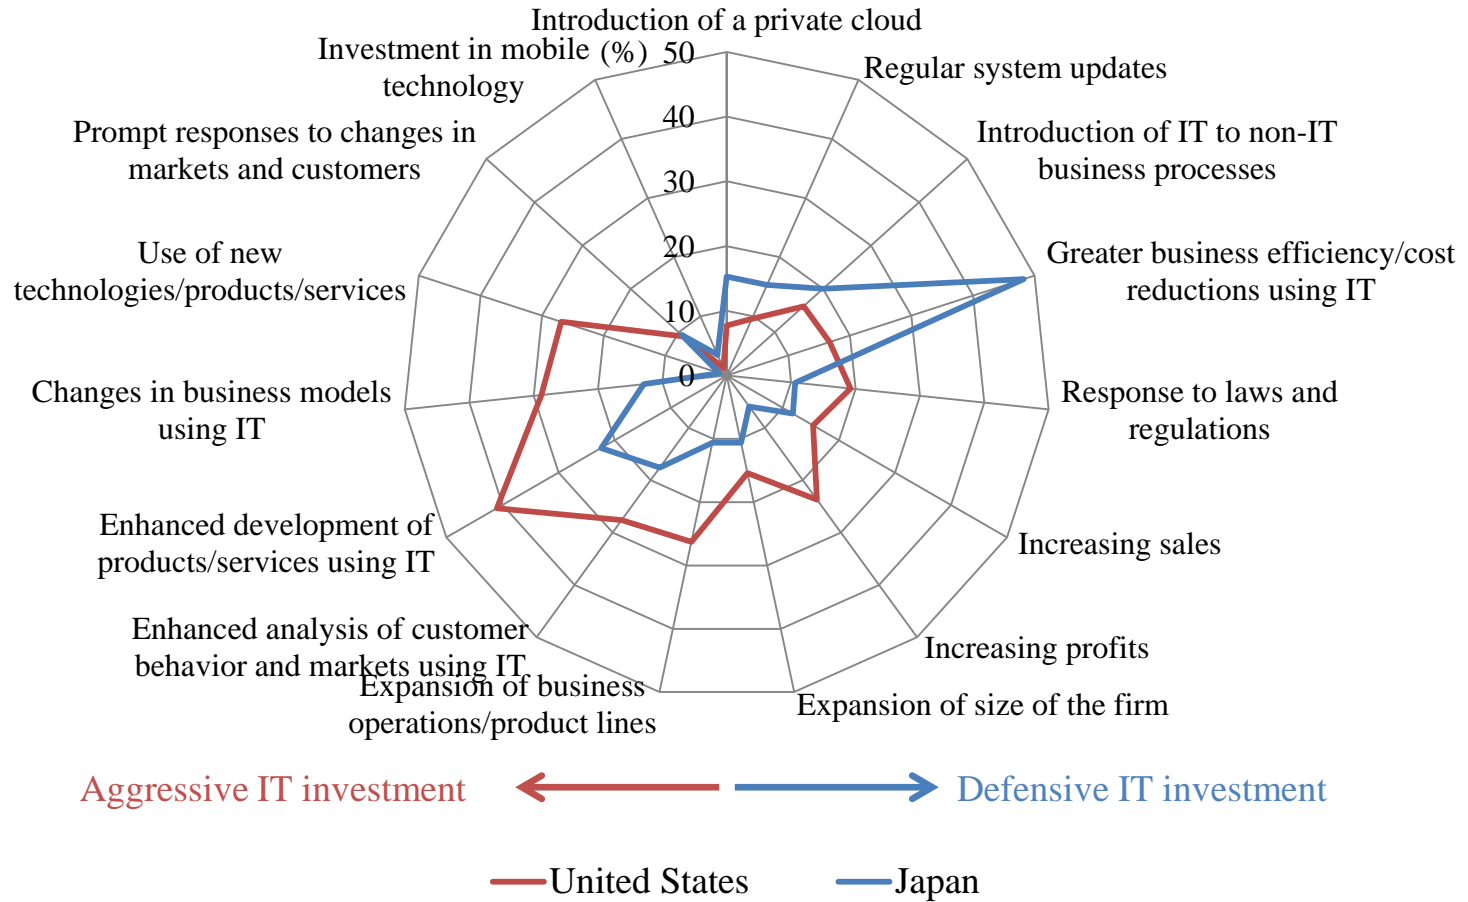 Introduction of a private cloud
Regular system updates
Introduction of IT to non-IT
business processes
Greater business efficiency/cost
reductions using IT
Response to laws and
regulations
Increasing sales
Increasing profits
Expansion of size of the firm
Expansion of business
operations/product lines
Enhanced analysis of customer
behavior and markets using IT
Enhanced development of
products/services using IT
Changes in business models
using IT
Use of new
technologies/products/services
Prompt responses to changes in
markets and customers
Investment in mobile
technology
(%)
50
40
30
20
10
0
Aggressive IT investment
Defensive IT investment
United States
Japan